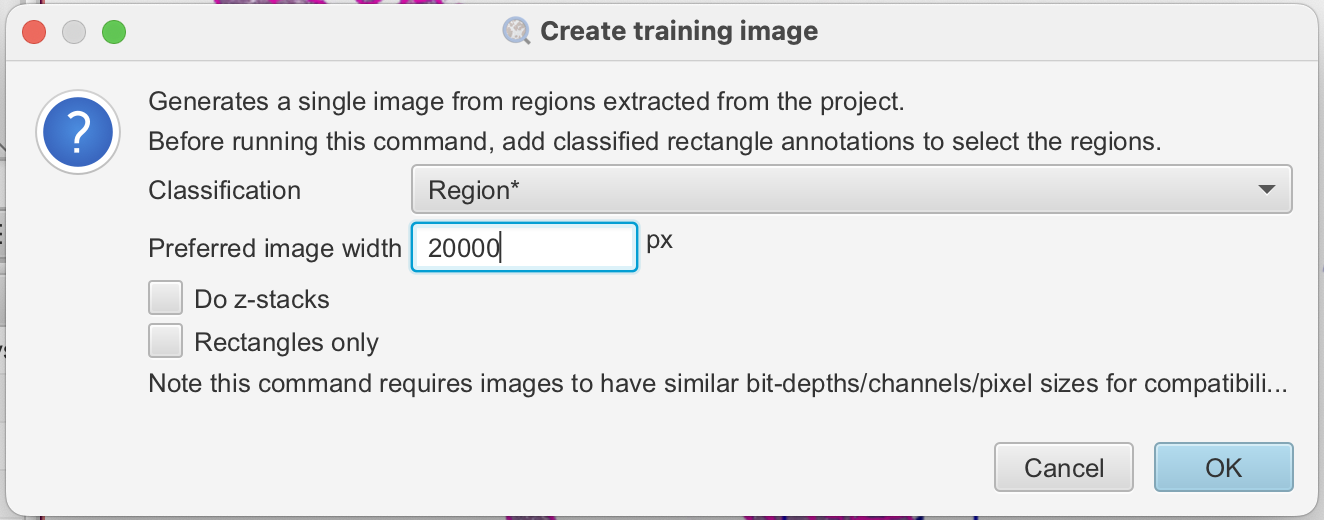 Create training image
?
Generates a single image from regions extracted from the project.
Before running this command, add classified rectangle annotations to select the regions.
Classification Region*
Preferred image width 20000 px
Do z-stacks
Rectangles only
Note this command requires images to have similar bit-depths/channels/pixel sizes for compatibili...
Cancel OK